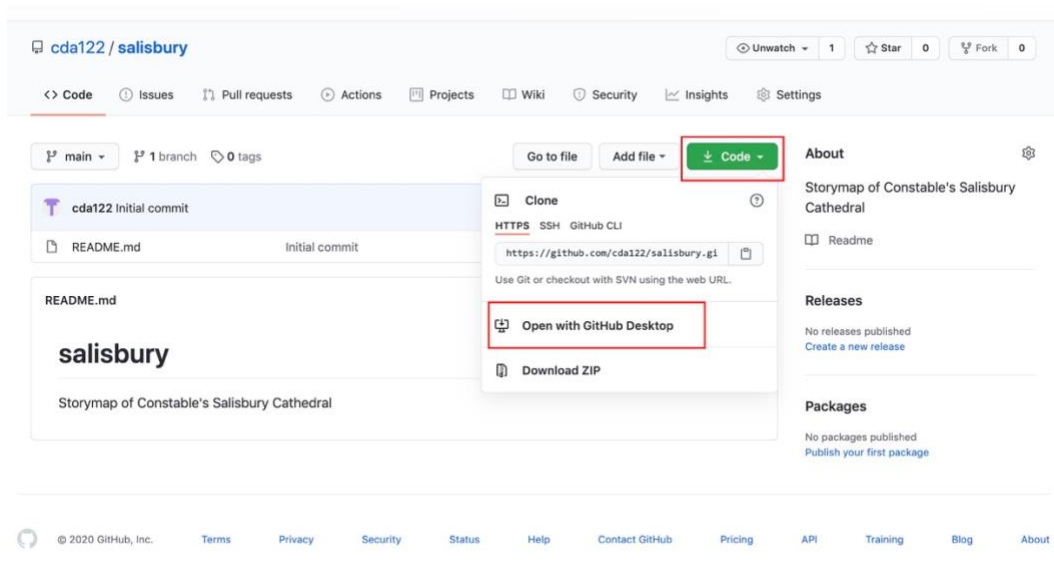 cda122 / salisbury
Unwatch 1 Star 0 Fork 0
<> Code Issues Pull requests Actions Projects Wiki Security Insights Settings
main 1 branch 0 tags Go to file Add file Code
cda122 Initial commit
README.md Initial commit
README.md
salisbury
Storymap of Constable's Salisbury Cathedral
Clone
HTTPS SSH GitHub CLI
https://github.com/cda122/salisbury.gi
Use Git or checkout with SVN using the web URL.
Open with GitHub Desktop
Download ZIP
About
Storymap of Constable's Salisbury
Cathedral
Readme
Releases
No releases published
Create a new release
Packages
No packages published
Publish your first package
© 2020 GitHub, Inc. Terms Privacy Security Status Help Contact GitHub Pricing API Training Blog About